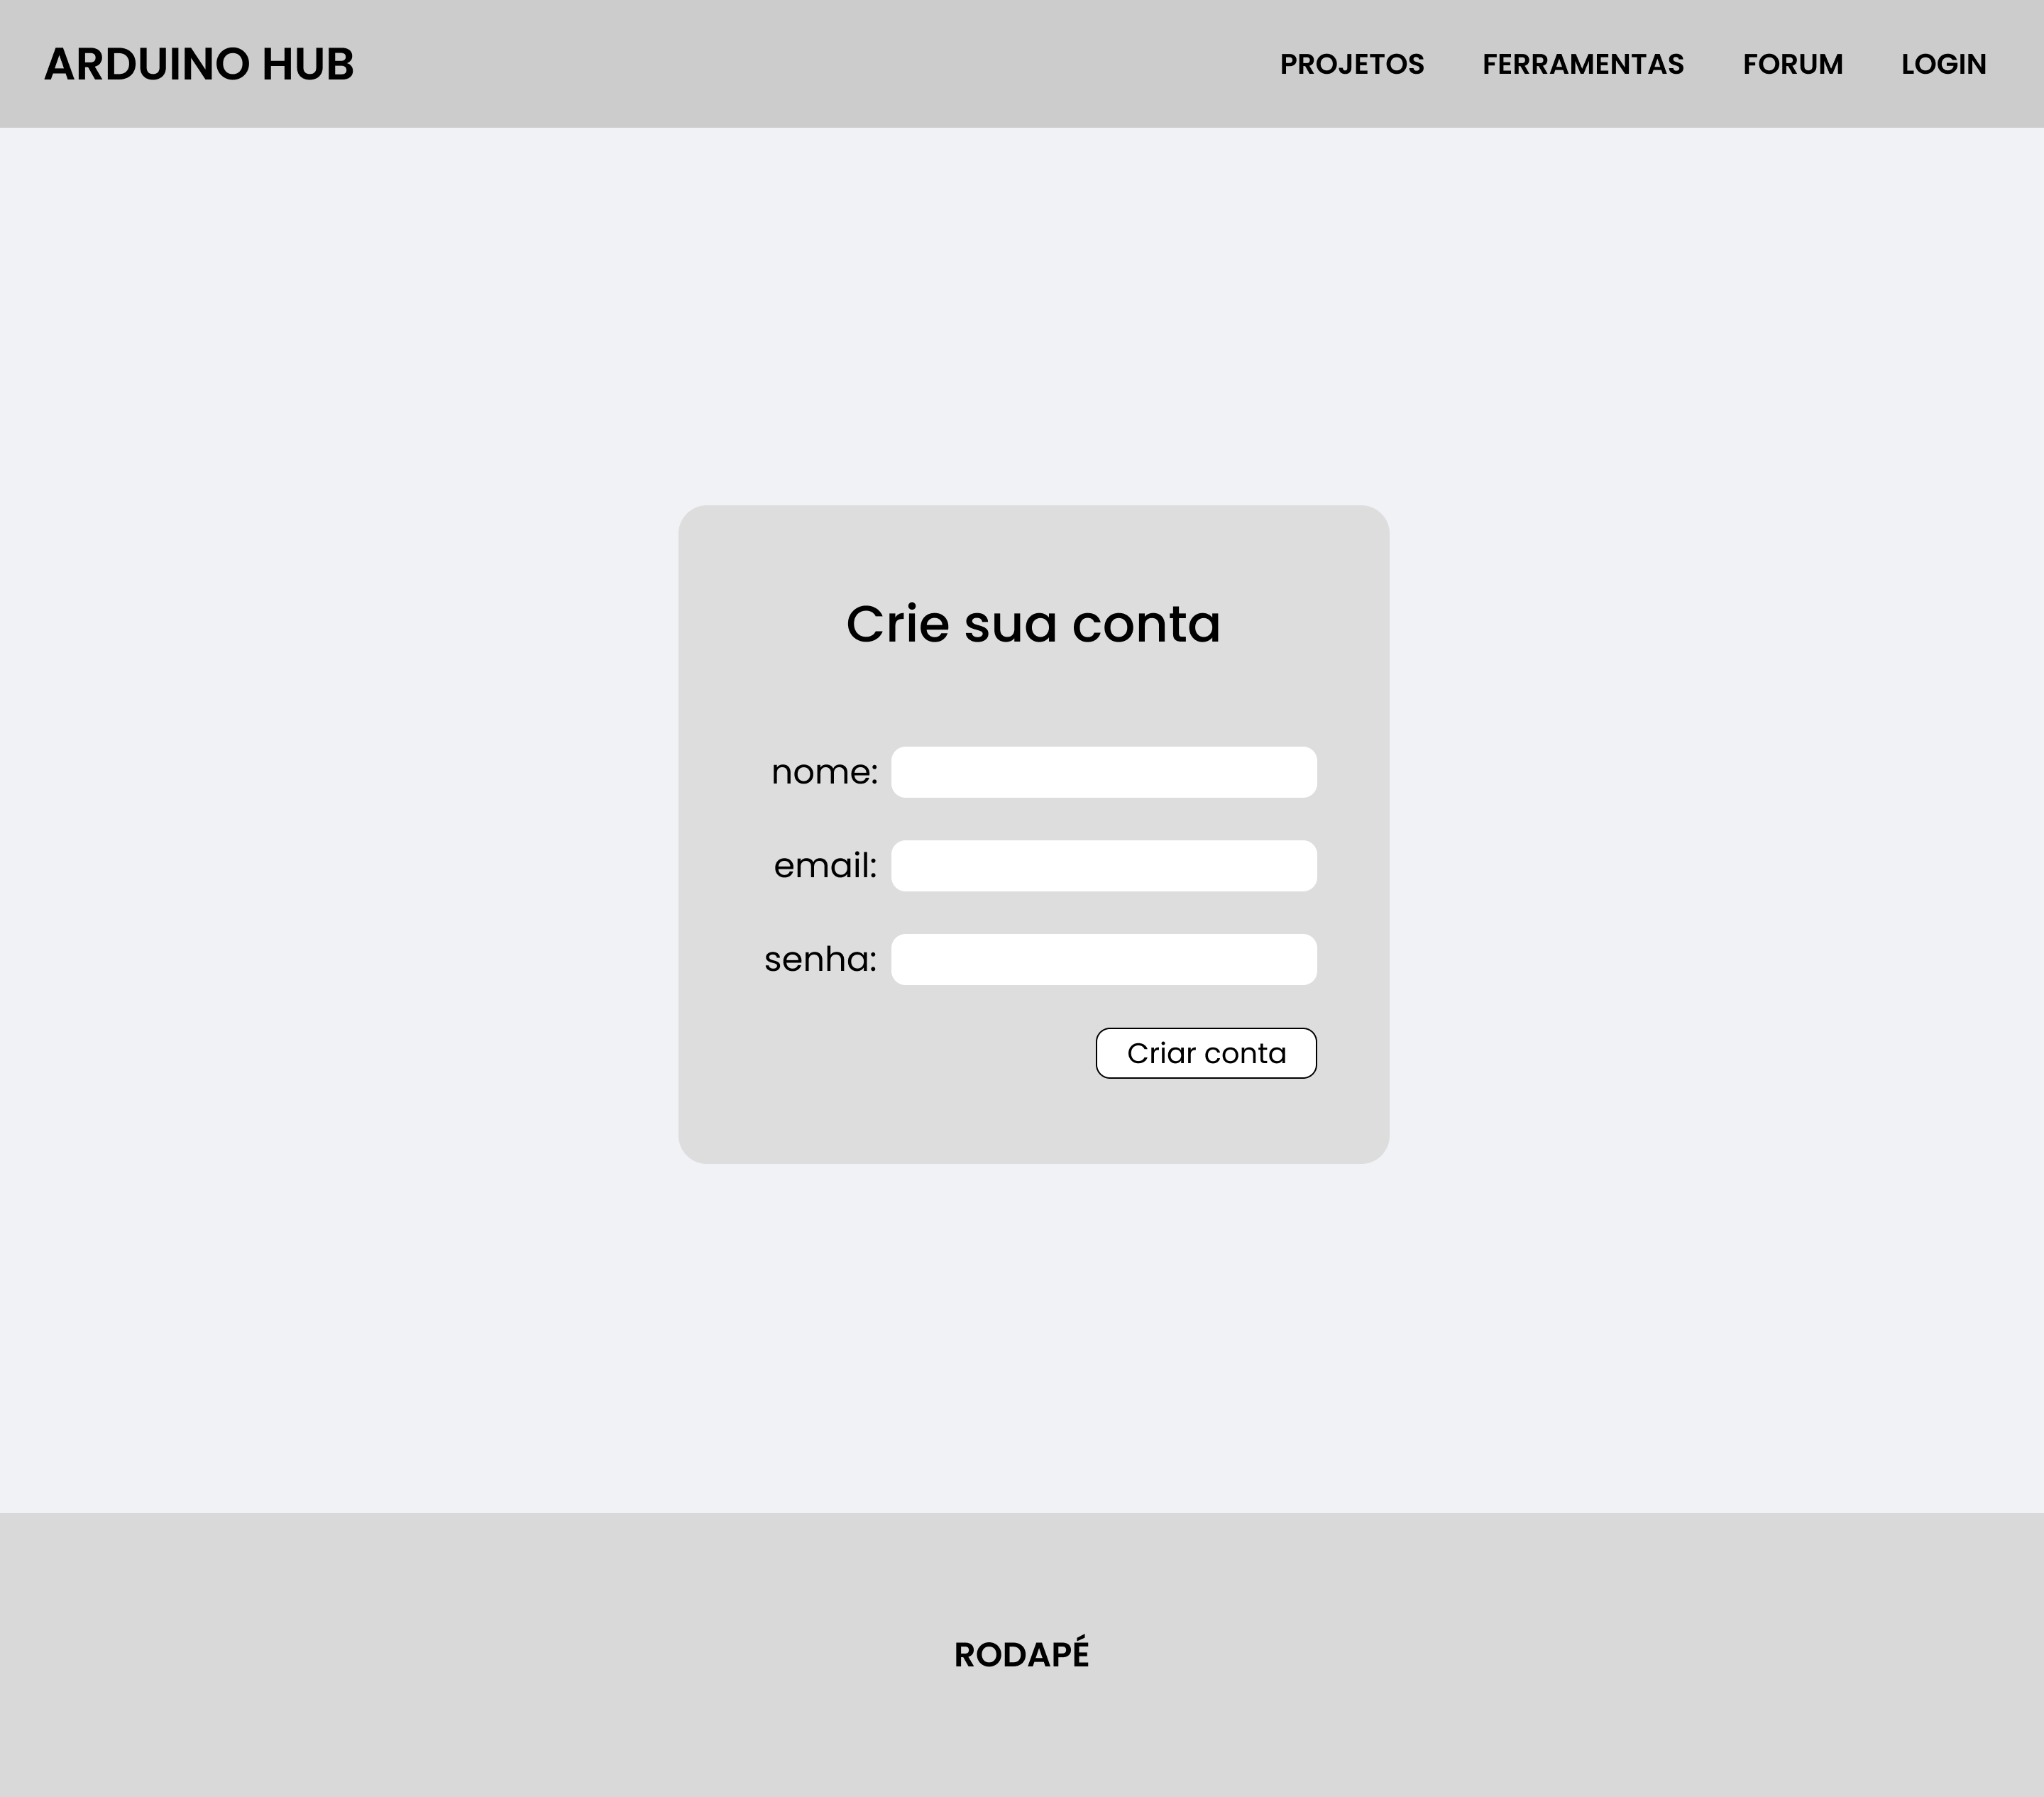 ARDUINO HUB PROJETOS FERRAMENTAS FORUM LOGIN
Crie sua conta
nome:
email:
senha:
Criar conta
RODAPÉ